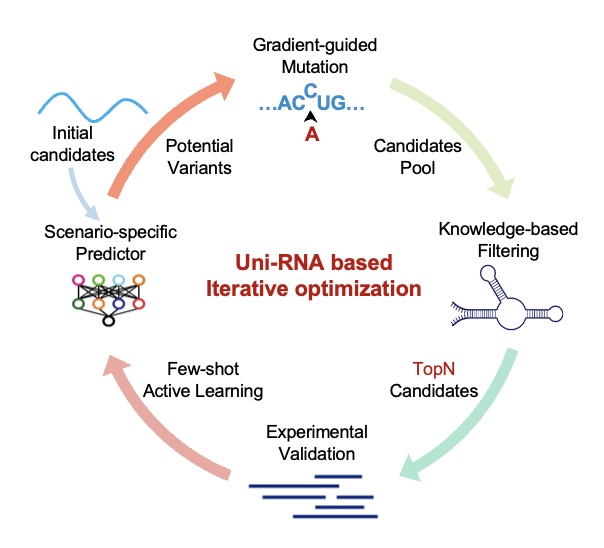 Gradient-guided
Mutation
...ACCUG...
A
Initial
candidates
Potential
Variants
Candidates
Pool
Scenario-specific
Predictor
Knowledge-based
Filtering
Uni-RNA based
Iterative optimization
Few-shot
Active Learning
TopN
Candidates
Experimental
Validation